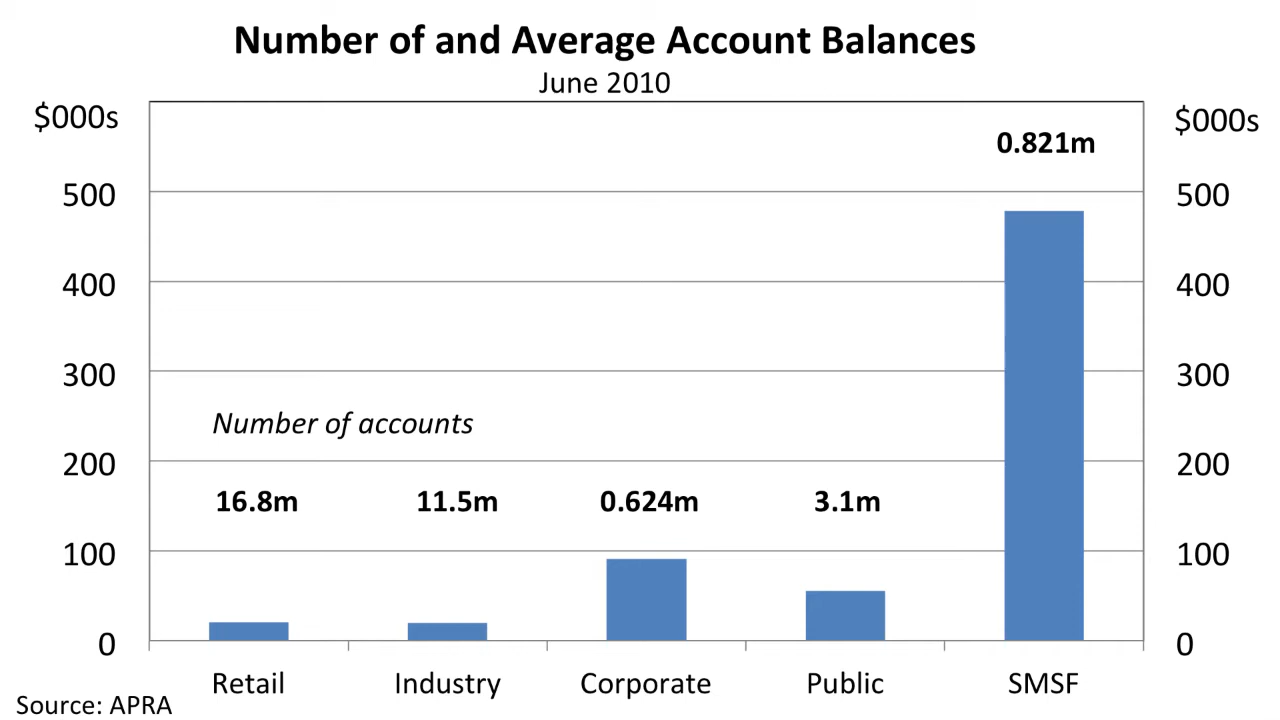 Number of and Average Account Balances
June 2010
$000s $000s
0.821m
500 500
400 400
300 300
Number of accounts
200 200
16.8m 11.5m 0.624m 3.1m
100 100
0 0
Retail Industry Corporate Public SMSF
Source: APRA